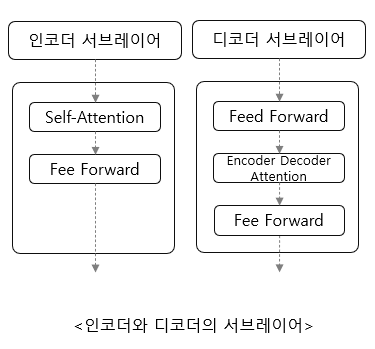 인코더 서브레이어
디코더 서브레이어
Self-Attention
Fee Forward
Feed Forward
Encoder Decoder
Attention
Fee Forward
<인코더와 디코더의 서브레이어>